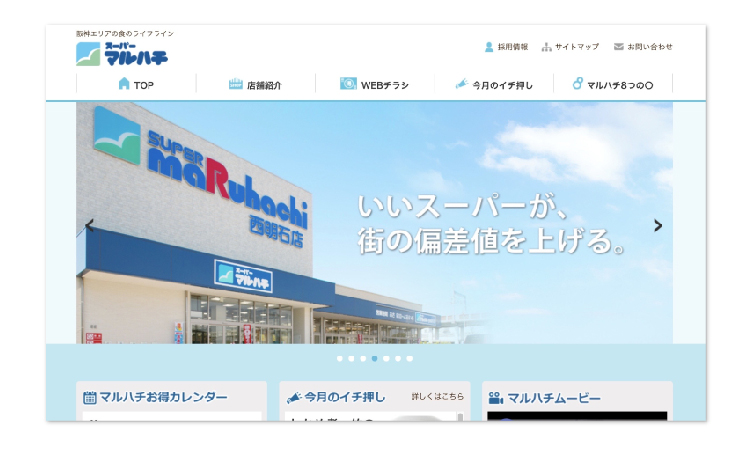 阪神エリアの食のライフライン
スーパー
マルハチ
採用情報 サイトマップ お問い合わせ
TOP 店舗紹介 WEBチラシ 今月のイチ押し マルハチ8つの〇
SUPER
maRuhachi
西明石店
スーパー
マルハチ
いいスーパーが、
街の偏差値を上げる。
マルハチお得カレンダー 今月のイチ押し 詳しくはこちら マルハチムービー